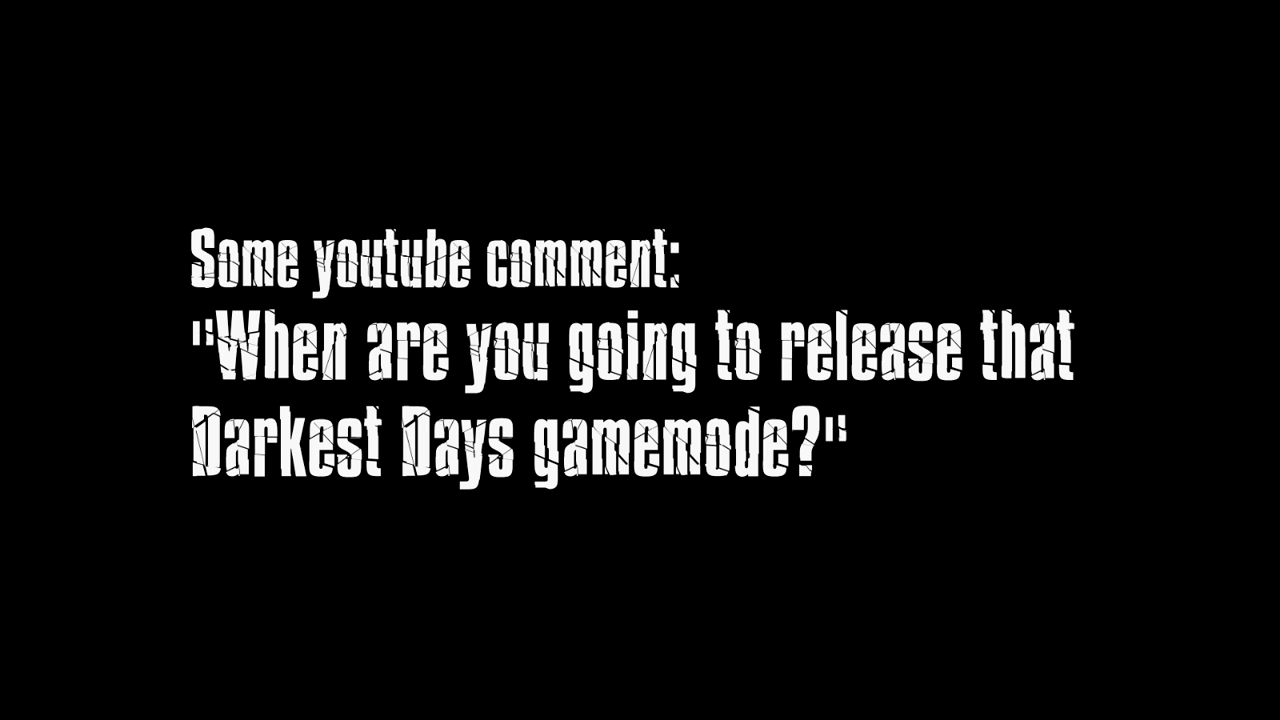 Some youtube comment:
"When are you going to release that
Darkest Days gamemode?"